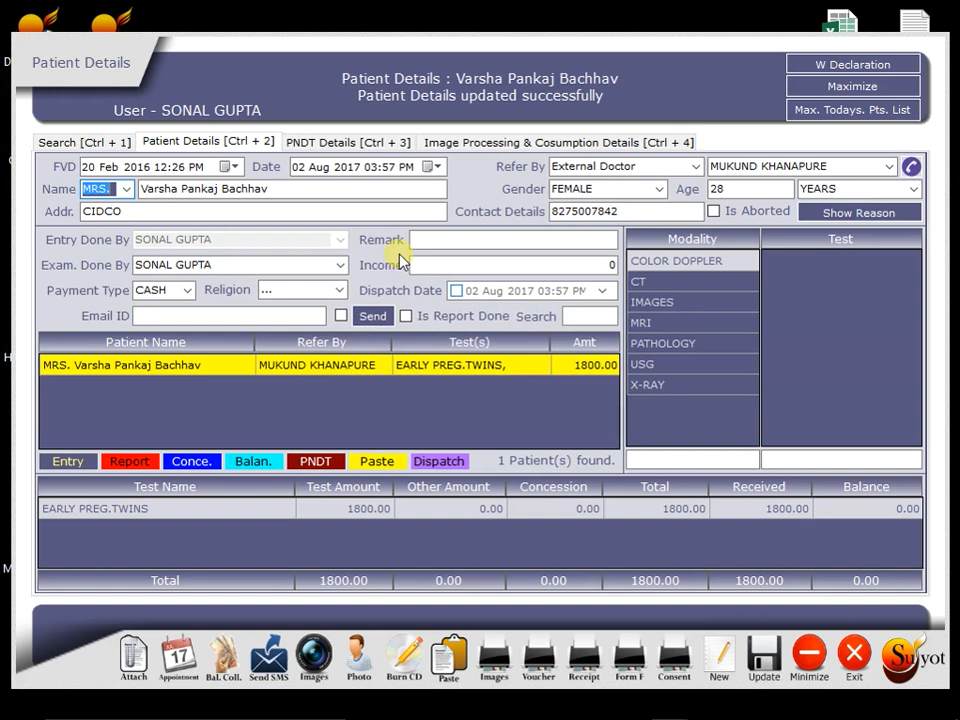 Patient Details
W Declaration
Patient Details : Varsha Pankaj Bachhav
Maximize
Patient Details updated successfully
User - SONAL GUPTA
Max. Todays. Pts. List
Search [Ctrl + 1] Patient Details [Ctrl + 2] PNDT Details [Ctrl + 3] Image Processing & Cosumption Details [Ctrl + 4]
FVD 20 Feb 2016 12:26 PM Date 02 Aug 2017 03:57 PM Refer By External Doctor MUKUND KHANAPURE
Name MRS. Varsha Pankaj Bachhav Gender FEMALE Age 28 YEARS
Addr. CIDCO Contact Details 8275007842 Is Aborted Show Reason
Entry Done By SONAL GUPTA Remark Modality Test
Exam. Done By SONAL GUPTA Income 0 COLOR DOPPLER
CT
Payment Type CASH Religion ... Dispatch Date 02 Aug 2017 03:57 PM
IMAGES
Email ID Send Is Report Done Search MRI
Patient Name Refer By Test(s) Amt PATHOLOGY
MRS. Varsha Pankaj Bachhav MUKUND KHANAPURE EARLY PREG.TWINS, 1800.00 USG
X-RAY
Entry Report Conce. Balan. PNDT Paste Dispatch 1 Patient(s) found.
Test Name Test Amount Other Amount Concession Total Received Balance
EARLY PREG.TWINS 1800.00 0.00 0.00 1800.00 1800.00 0.00
Total 1800.00 0.00 0.00 1800.00 1800.00 0.00
17
Attach Appointment Bal. Coll. Send SMS Images Photo Burn CD Paste Images Voucher Receipt Form F Consent New Update Minimize Exit Suyot